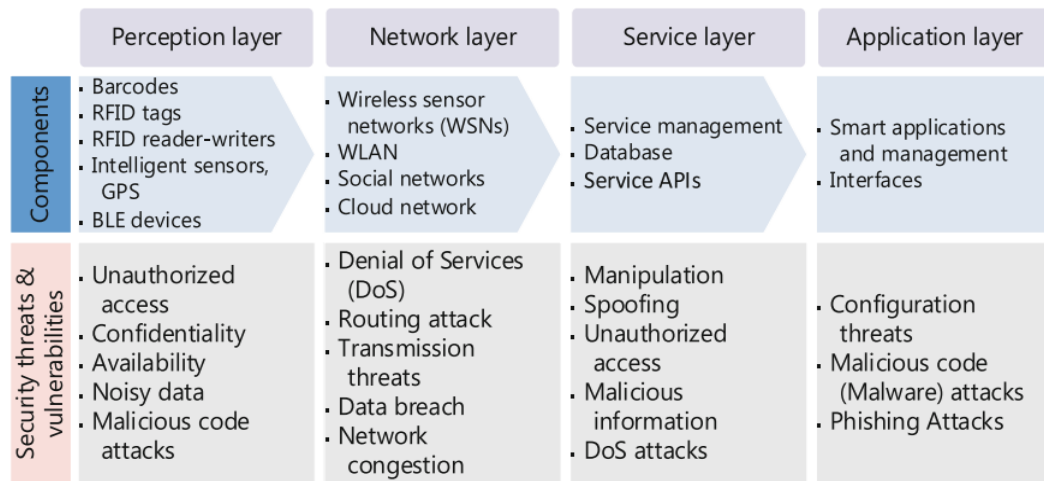 Perception layer
Network layer
Service layer
Application layer
Components
▪ Barcodes
▪ RFID tags
▪ RFID reader-writers
▪ Intelligent sensors,
GPS
▪ BLE devices
▪ Wireless sensor
networks (WSNs)
▪ WLAN
▪ Social networks
▪ Cloud network
▪ Service management
▪ Database
▪ Service APIs
▪ Smart applications
and management
▪ Interfaces
Security threats &
vulnerabilities
▪ Unauthorized
access
▪ Confidentiality
▪ Availability
▪ Noisy data
▪ Malicious code
attacks
▪ Denial of Services
(DoS)
▪ Routing attack
▪ Transmission
threats
▪ Data breach
▪ Network
congestion
▪ Manipulation
▪ Spoofing
▪ Unauthorized
access
▪ Malicious
information
▪ DoS attacks
▪ Configuration
threats
▪ Malicious code
(Malware) attacks
▪ Phishing Attacks